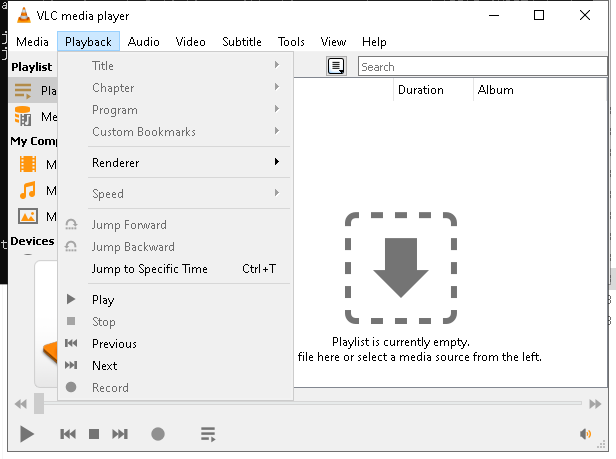 VLC media player
Media Playback Audio Video Subtitle Tools View Help
Playlist
Search
Title
Chapter
Program
Custom Bookmarks
Renderer
Speed
Jump Forward
Jump Backward
Jump to Specific Time Ctrl+T
Play
Stop
Previous
Next
Record
Pla
Me
My Comp
M
M
M
Devices
Duration Album
Playlist is currently empty.
file here or select a media source from the left.